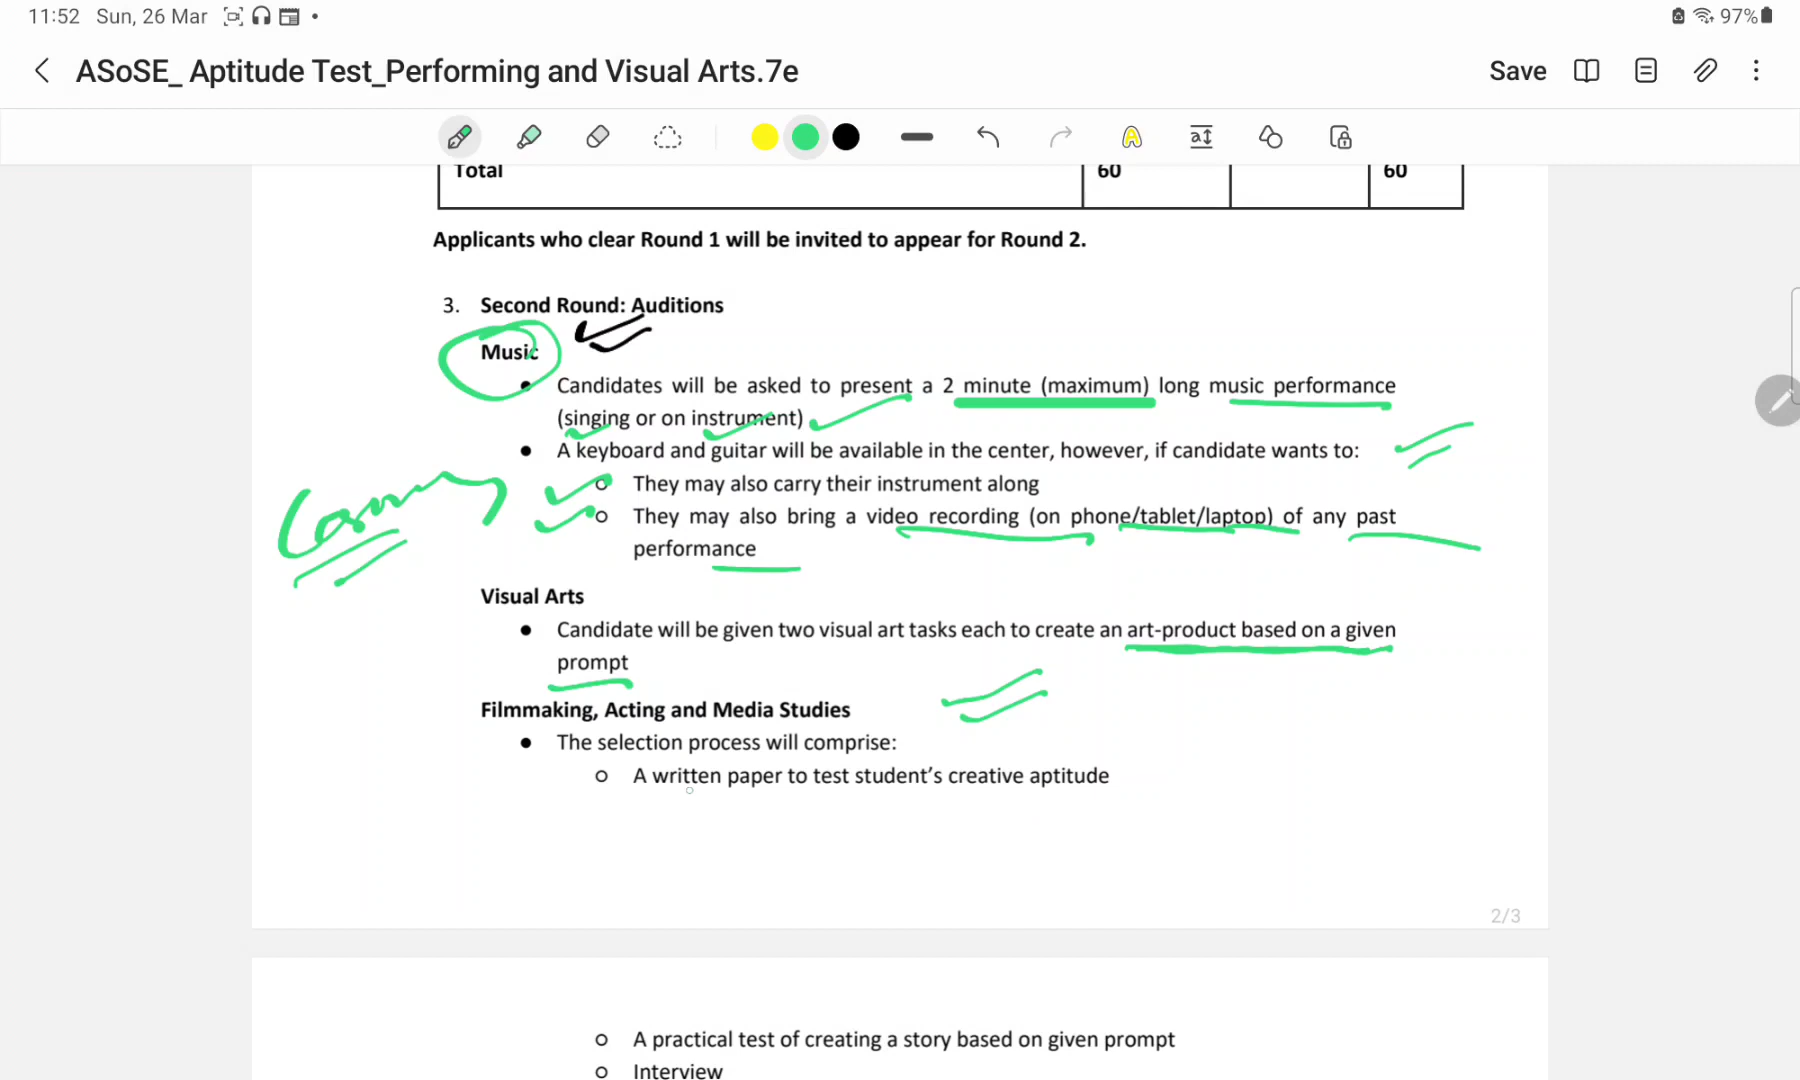 11:52 Sun, 26 Mar
97%
ASoSE_ Aptitude Test_Performing and Visual Arts.7e
Save
Total 60 60
Applicants who clear Round 1 will be invited to appear for Round 2.
3. Second Round: Auditions
Music
● Candidates will be asked to present a 2 minute (maximum) long music performance
(singing or on instrument)
● A keyboard and guitar will be available in the center, however, if candidate wants to:
o They may also carry their instrument along
o They may also bring a video recording (on phone/tablet/laptop) of any past
performance
Visual Arts
● Candidate will be given two visual art tasks each to create an art-product based on a given
prompt
Filmmaking, Acting and Media Studies
● The selection process will comprise:
o A written paper to test student’s creative aptitude
2/3
o A practical test of creating a story based on given prompt
o Interview